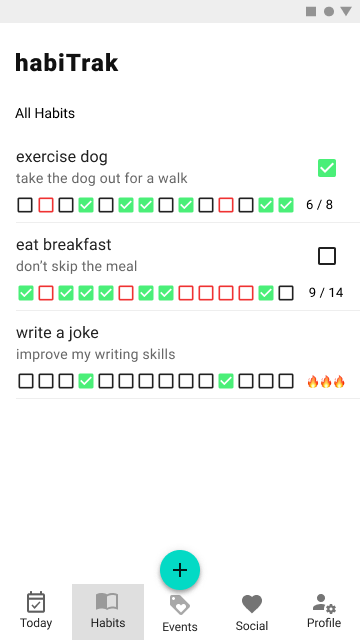 habiTrak
All Habits
exercise dog
take the dog out for a walk
6 / 8
eat breakfast
don’t skip the meal
9 / 14
write a joke
improve my writing skills
🔥🔥🔥
Today
Habits
Events
Social
Profile